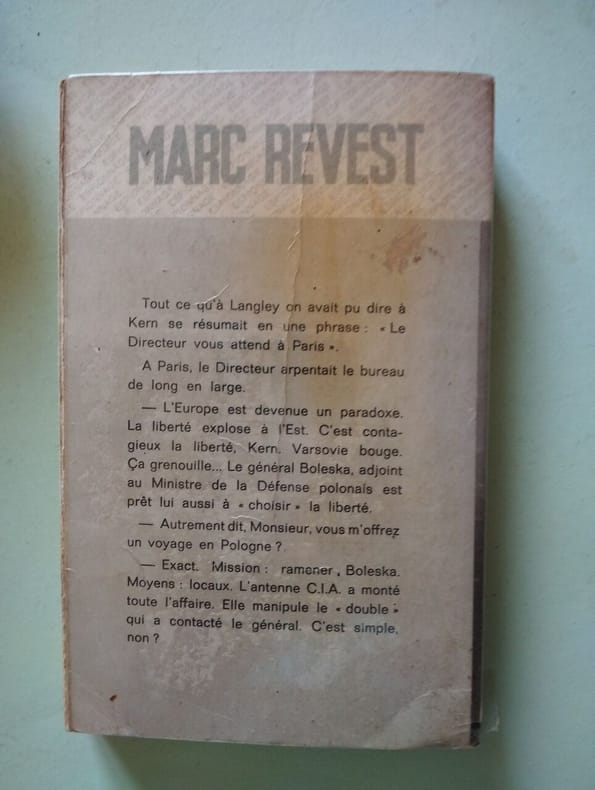 MARC REVEST
Tout ce qu'à Langley on avait pu dire à
Kern se résumait en une phrase : « Le
Directeur vous attend à Paris ».
A Paris, le Directeur arpentait le bureau
de long en large.
— L'Europe est devenue un paradoxe.
La liberté explose à l'Est. C'est conta-
gieux la liberté, Kern. Varsovie bouge.
Ça grenouille... Le général Boleska, adjoint
au Ministre de la Défense polonais est
prêt lui aussi à « choisir » la liberté.
— Autrement dit, Monsieur, vous m'offrez
un voyage en Pologne ?
— Exact. Mission : ramener Boleska.
Moyens : locaux. L'antenne C.I.A. a monté
toute l'affaire. Elle manipule le « double »
qui a contacté le général. C'est simple,
non ?